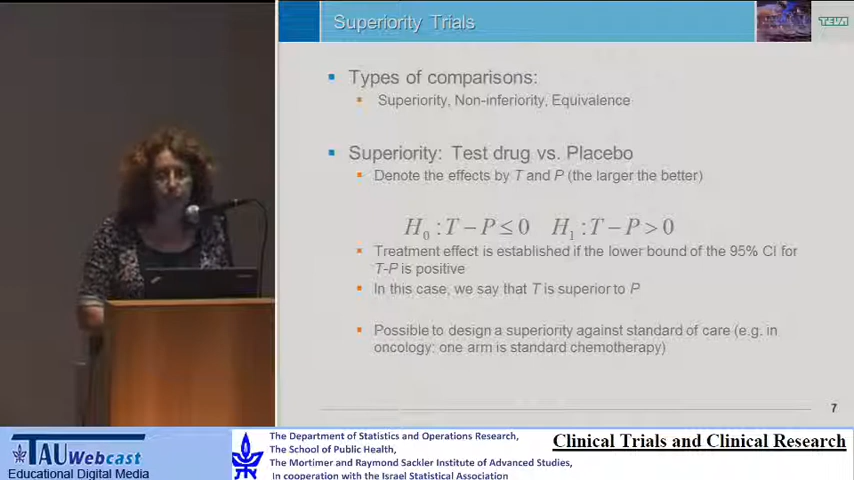 Superiority Trials
TEVA
Types of comparisons:
Superiority, Non-inferiority, Equivalence
Superiority: Test drug vs. Placebo
Denote the effects by T and P (the larger the better)
H0 : T − P ≤ 0 H1 : T − P > 0
Treatment effect is established if the lower bound of the 95% CI for
T-P is positive
In this case, we say that T is superior to P
Possible to design a superiority against standard of care (e.g. in
oncology: one arm is standard chemotherapy)
7
TAU Webcast
Educational Digital Media
The Department of Statistics and Operations Research,
The School of Public Health,
The Mortimer and Raymond Sackler Institute of Advanced Studies,
In cooperation with the Israel Statistical Association
Clinical Trials and Clinical Research